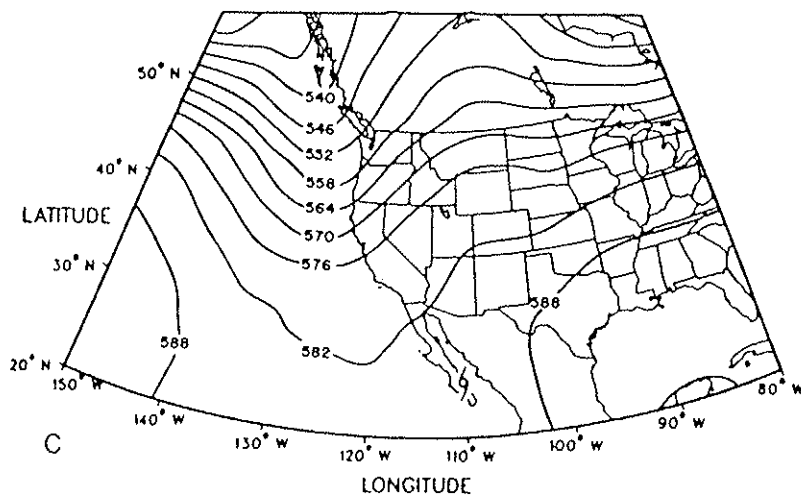 50° N
40° N
LATITUDE
30° N
20° N
540
546
552
558
564
570
576
582
588
588
150° W
140° W
130° W
120° W
110° W
100° W
90° W
80° W
C
LONGITUDE